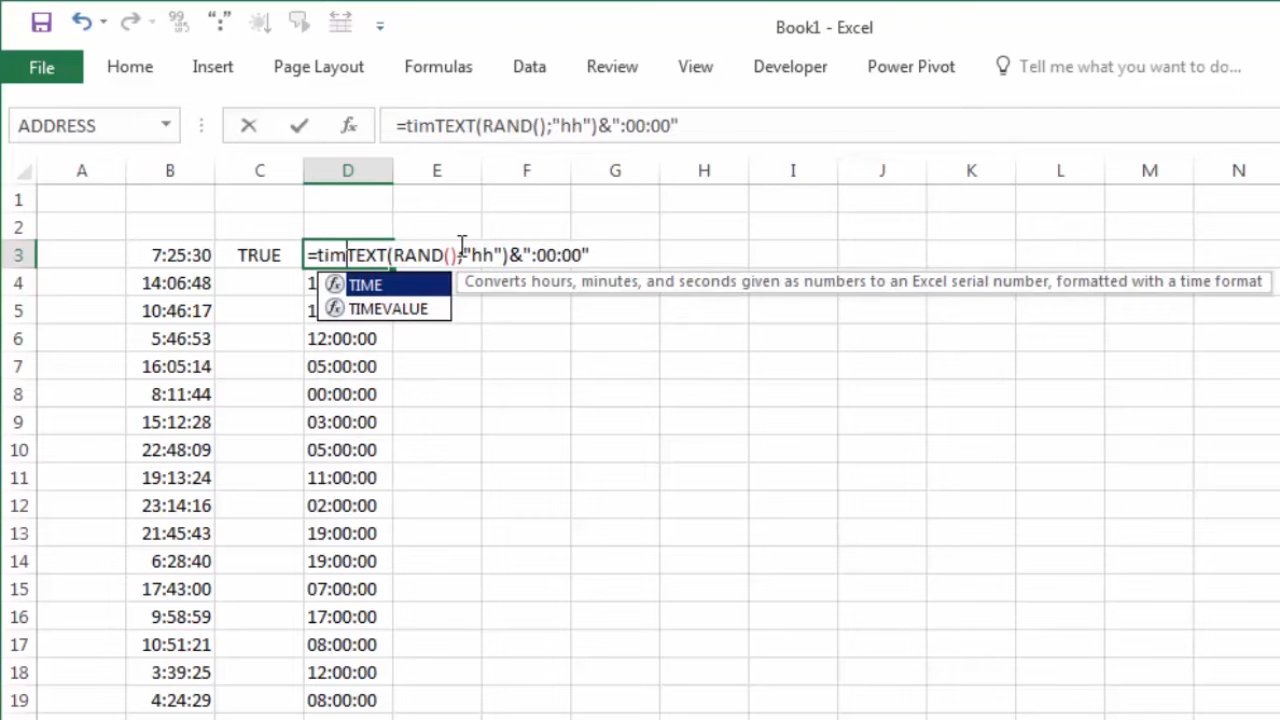 Book1 - Excel
File Home Insert Page Layout Formulas Data Review View Developer Power Pivot Tell me what you want to do...
ADDRESS =timTEXT(RAND();"hh")&":00:00"
A B C D E F G H I J K L M N
1
2
3 7:25:30 TRUE =timTEXT(RAND();"hh")&":00:00"
4 14:06:48 1 TIME Converts hours, minutes, and seconds given as numbers to an Excel serial number, formatted with a time format
5 10:46:17 1 TIMEVALUE
6 5:46:53 12:00:00
7 16:05:14 05:00:00
8 8:11:44 00:00:00
9 15:12:28 03:00:00
10 22:48:09 05:00:00
11 19:13:24 11:00:00
12 23:14:16 02:00:00
13 21:45:43 19:00:00
14 6:28:40 19:00:00
15 17:43:00 07:00:00
16 9:58:59 17:00:00
17 10:51:21 08:00:00
18 3:39:25 12:00:00
19 4:24:29 08:00:00